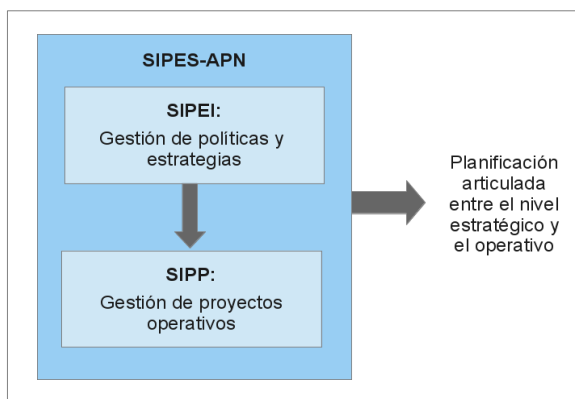 SIPES-APN
SIPEI:
Gestión de políticas y
estrategias
SIPP:
Gestión de proyectos
operativos
Planificación
articulada
entre el nivel
estratégico y
el operativo